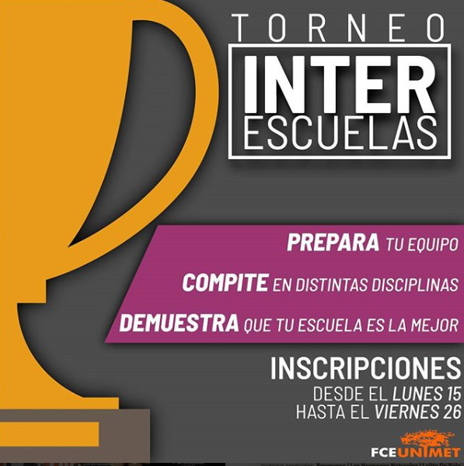 TORNEO
INTER
ESCUELAS
PREPARA TU EQUIPO
COMPITE EN DISTINTAS DISCIPLINAS
DEMUESTRA QUE TU ESCUELA ES LA MEJOR
INSCRIPCIONES
DESDE EL LUNES 15
HASTA EL VIERNES 26
FCEUNIMET